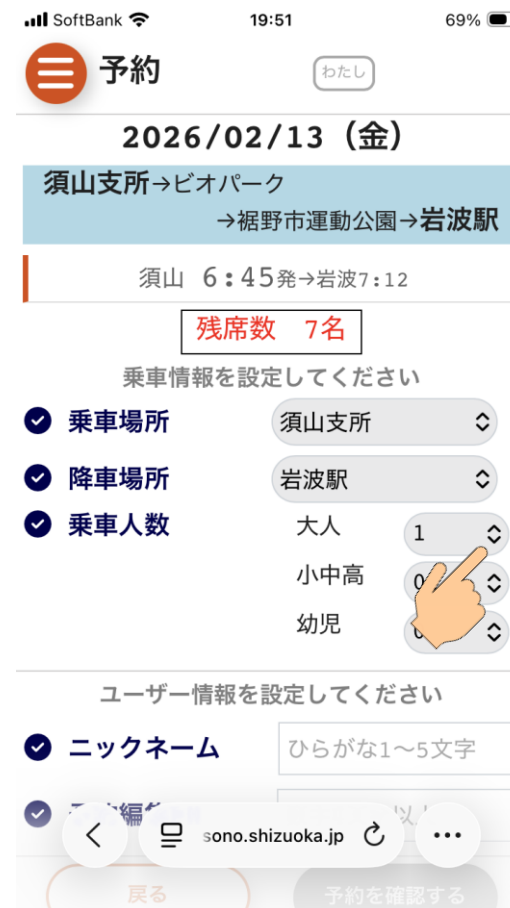 SoftBank 19:51 69%
予約 わたし
2026/02/13（金）
須山支所→ビオパーク
→裾野市運動公園→岩波駅
須山 6:45発→岩波7:12
残席数 7名
乗車情報を設定してください
乗車場所 須山支所
降車場所 岩波駅
乗車人数 大人 1
小中高 0
幼児
ユーザー情報を設定してください
ニックネーム ひらがな1〜5文字
sono.shizuoka.jp
戻る 予約を確認する